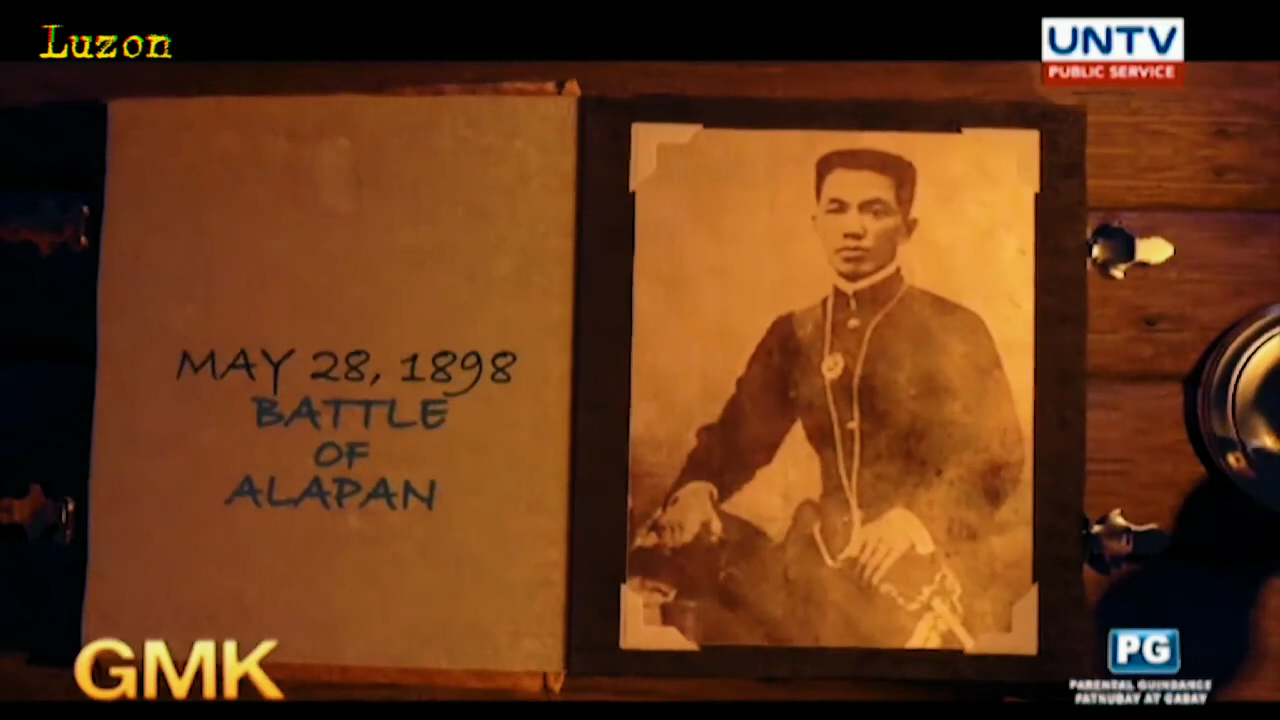 Luzon
UNTV
PUBLIC SERVICE
MAY 28, 1898
BATTLE
OF
ALAPAN
GMK
PG
PARENTAL GUIDANCE
PATNUBAY AT GABAY